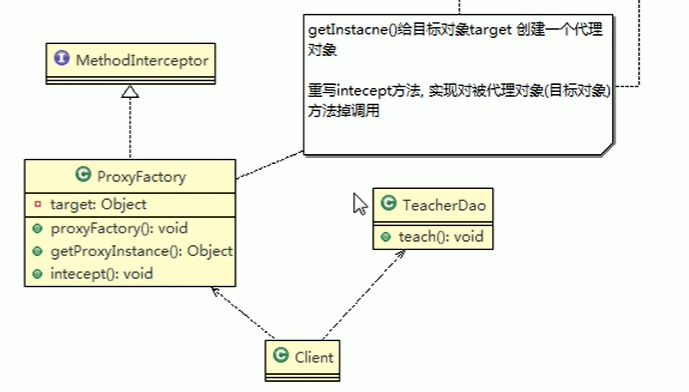 getInstacne()给目标对象target 创建一个代理
对象
重写intecept方法, 实现对被代理对象(目标对象)
方法掉调用
I MethodInterceptor
C ProxyFactory
target: Object
proxyFactory(): void
getProxyInstance(): Object
intecept(): void
C TeacherDao
teach(): void
C Client